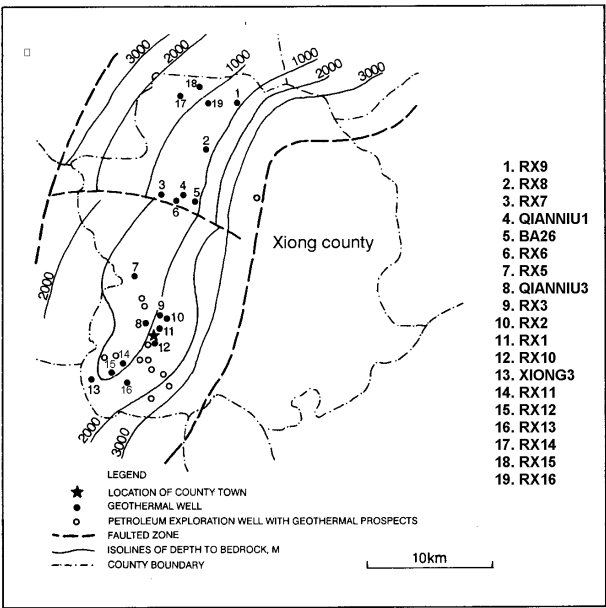 3000
2000
1000
1000
2000
3000
18
17
19
1
2
3
4
5
6
Xiong county
2000
7
9
10
8
11
12
14
15
13
16
2000
3000
1. RX9
2. RX8
3. RX7
4. QIANNIU1
5. BA26
6. RX6
7. RX5
8. QIANNIU3
9. RX3
10. RX2
11. RX1
12. RX10
13. XIONG3
14. RX11
15. RX12
16. RX13
17. RX14
18. RX15
19. RX16
LEGEND
LOCATION OF COUNTY TOWN
GEOTHERMAL WELL
PETROLEUM EXPLORATION WELL WITH GEOTHERMAL PROSPECTS
FAULTED ZONE
ISOLINES OF DEPTH TO BEDROCK, M
COUNTY BOUNDARY
10km